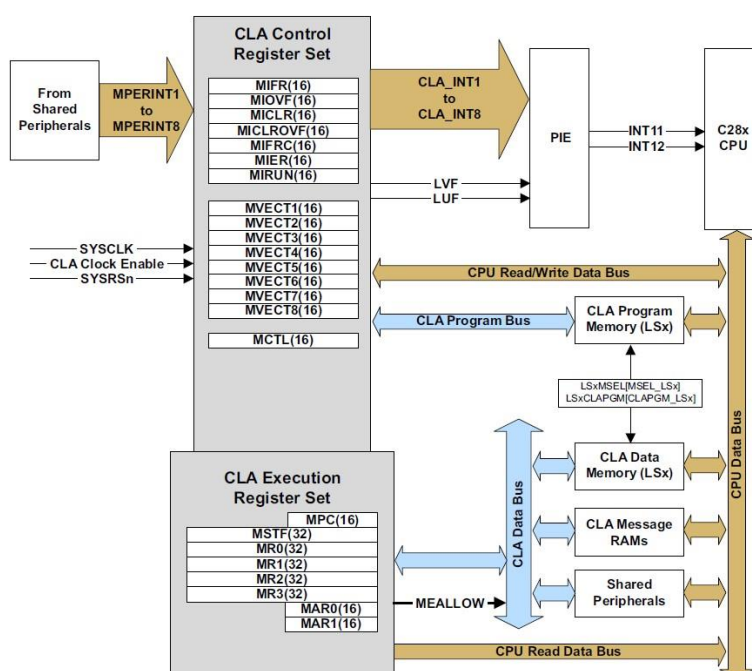 CLA Control
Register Set
From
Shared
Peripherals
MPERINT1
to
MPERINT8
MIFR(16)
MIOVF(16)
MICLR(16)
MICLROVF(16)
MIFRC(16)
MIER(16)
MIRUN(16)
CLA_INT1
to
CLA_INT8
PIE
INT11
INT12
C28x
CPU
LVF
LUF
MVECT1(16)
MVECT2(16)
MVECT3(16)
MVECT4(16)
MVECT5(16)
MVECT6(16)
MVECT7(16)
MVECT8(16)
SYSCLK
CLA Clock Enable
SYSRSn
CPU Read/Write Data Bus
CLA Program Bus
CLA Program
Memory (LSx)
MCTL(16)
LSxMSEL[MSEL_LSx]
LSxCLAPGM[CLAPGM_LSx]
CLA Data
Memory (LSx)
CLA Message
RAMs
Shared
Peripherals
CLA Data Bus
CPU Data Bus
CLA Execution
Register Set
MPC(16)
MSTF(32)
MR0(32)
MR1(32)
MR2(32)
MR3(32)
MAR0(16)
MAR1(16)
MEALLOW
CPU Read Data Bus